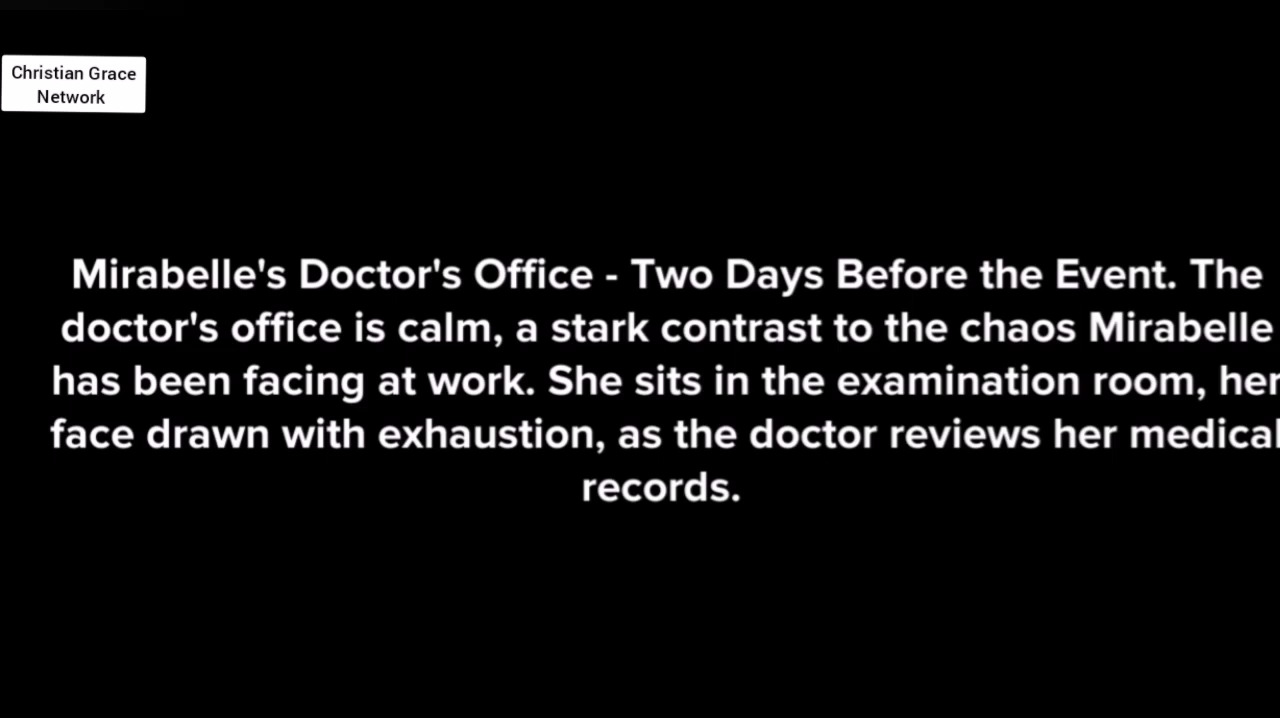 Christian Grace
Network
Mirabelle's Doctor's Office - Two Days Before the Event. The
doctor's office is calm, a stark contrast to the chaos Mirabelle
has been facing at work. She sits in the examination room, her
face drawn with exhaustion, as the doctor reviews her medical
records.